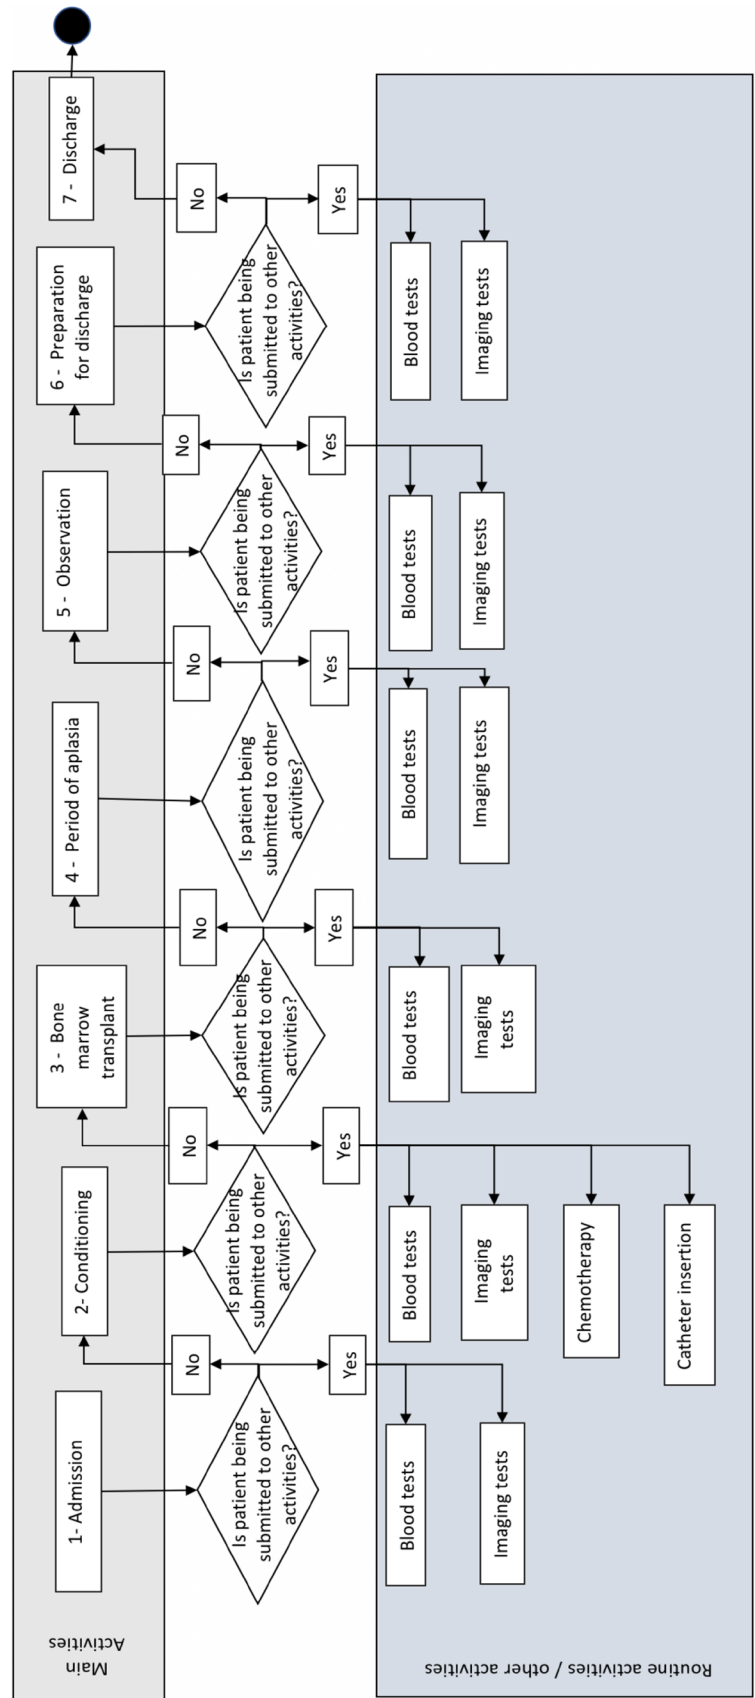 Main
Activities
1- Admission
2- Conditioning
3 - Bone
marrow
transplant
4 - Period of aplasia
5 - Observation
6 - Preparation
for discharge
7 - Discharge
Is patient being
submitted to other
activities?
No
Yes
Is patient being
submitted to other
activities?
No
Yes
Is patient being
submitted to other
activities?
No
Yes
Is patient being
submitted to other
activities?
No
Yes
Is patient being
submitted to other
activities?
No
Yes
Is patient being
submitted to other
activities?
No
Yes
Routine activities / other activities
Blood tests
Imaging tests
Blood tests
Imaging
tests
Chemotherapy
Catheter insertion
Blood tests
Imaging
tests
Blood tests
Imaging tests
Blood tests
Imaging tests
Blood tests
Imaging tests